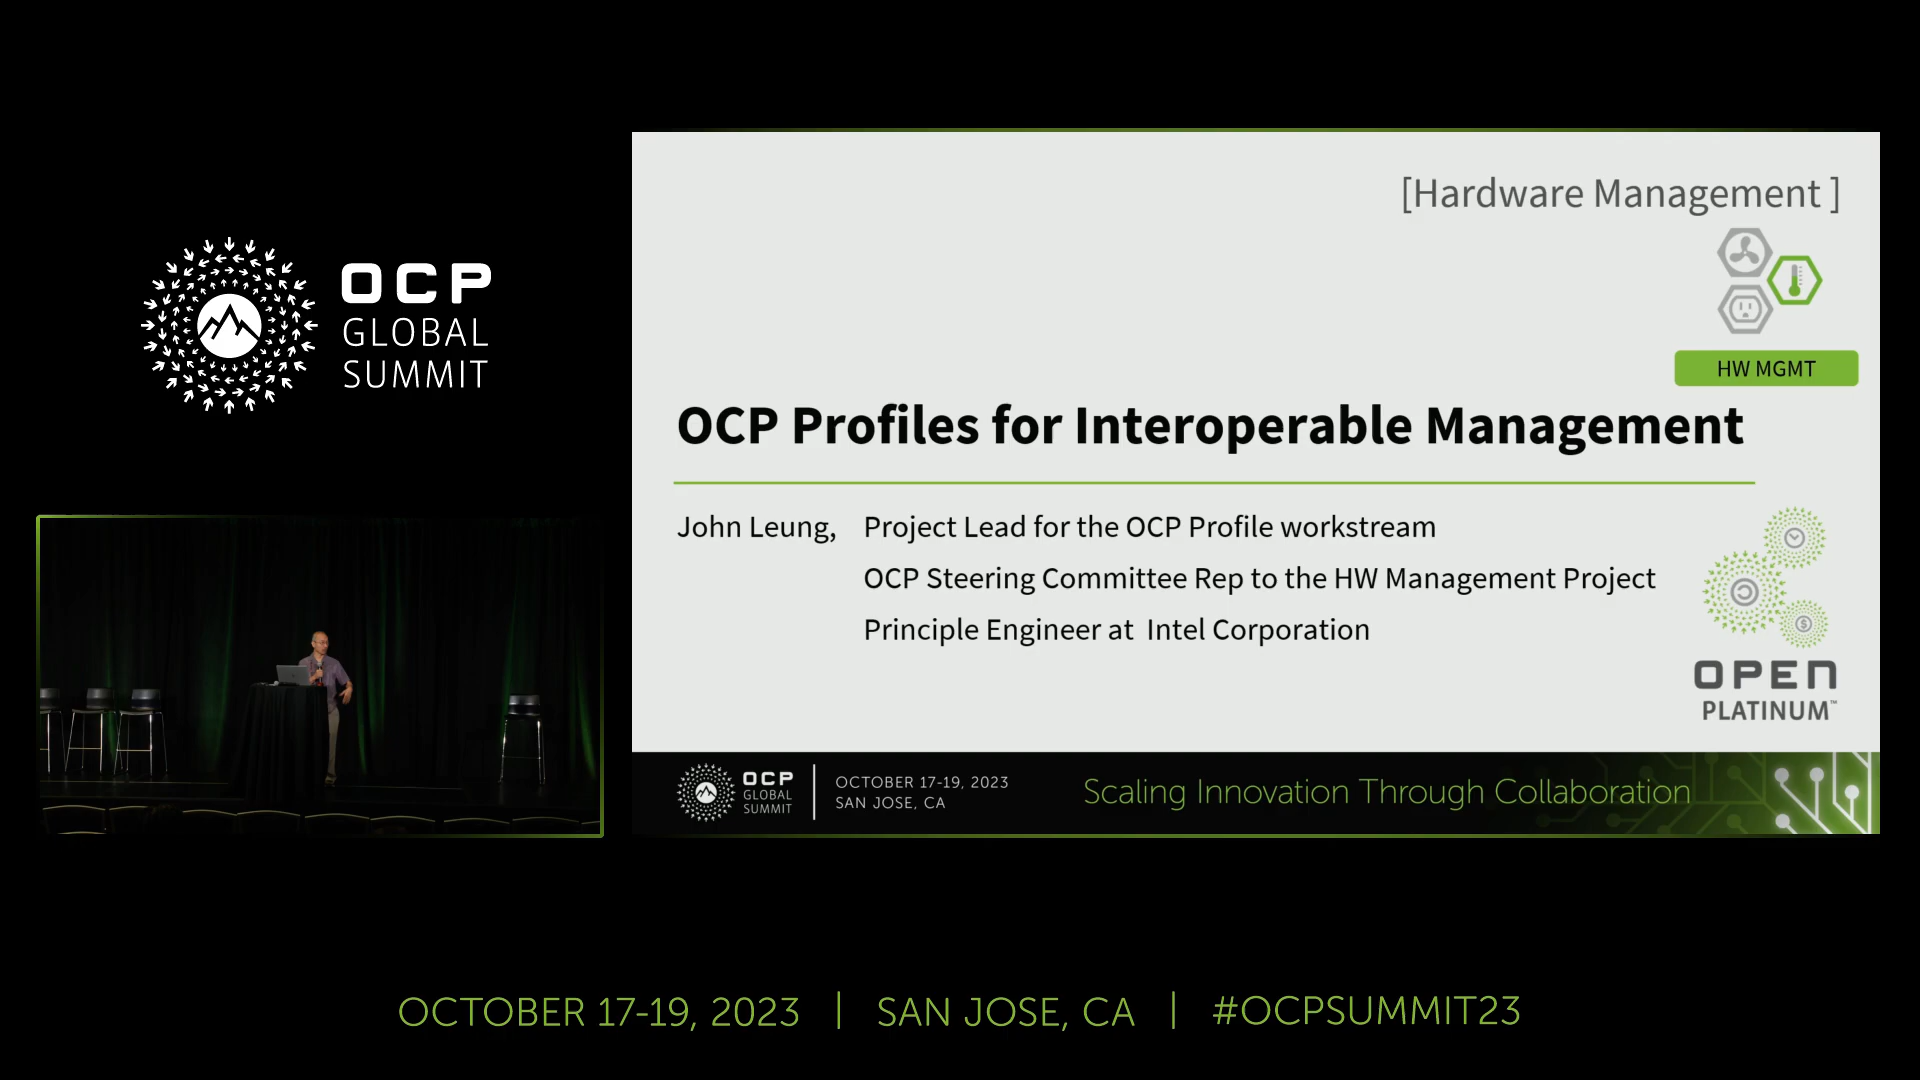 OCP
GLOBAL
SUMMIT
[Hardware Management ]
HW MGMT
OCP Profiles for Interoperable Management
John Leung, Project Lead for the OCP Profile workstream
OCP Steering Committee Rep to the HW Management Project
Principle Engineer at Intel Corporation
$
OPEN
PLATINUM™
OCP
GLOBAL
SUMMIT
OCTOBER 17-19, 2023
SAN JOSE, CA
Scaling Innovation Through Collaboration
OCTOBER 17-19, 2023 | SAN JOSE, CA | #OCPSUMMIT23